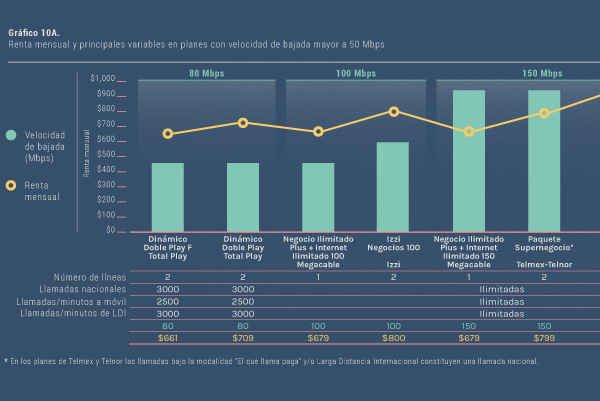 Gráfico 10A.
Renta mensual y principales variables en planes con velocidad de bajada mayor a 50 Mbps
80 Mbps 100 Mbps 150 Mbps
$1,000
$900
$800
$700
$600
$500
$400
$300
$200
$100
$0
Renta mensual
Velocidad
de bajada
(Mbps)
Renta
mensual
Dinámico
Doble Play F
Total Play
Dinámico
Doble Play
Total Play
Negocio Ilimitado
Plus + Internet
Ilimitado 100
Megacable
Izzi
Negocios 100
Izzi
Negocio Ilimitado
Plus + Internet
Ilimitado 150
Megacable
Paquete
Supernegocio*
Telmex-Telnor
Número de líneas 2 2 1 2 1 2
Llamadas nacionales 3000 3000 Ilimitadas
Llamadas/minutos a móvil 2500 2500 Ilimitadas
Llamadas/minutos de LDI 3000 3000 Ilimitadas
80 80 100 100 150 150
$661 $709 $679 $800 $679 $799
* En los planes de Telmex y Telnor las llamadas bajo la modalidad "El que llama paga" y/o Larga Distancia Internacional constituyen una llamada nacional.